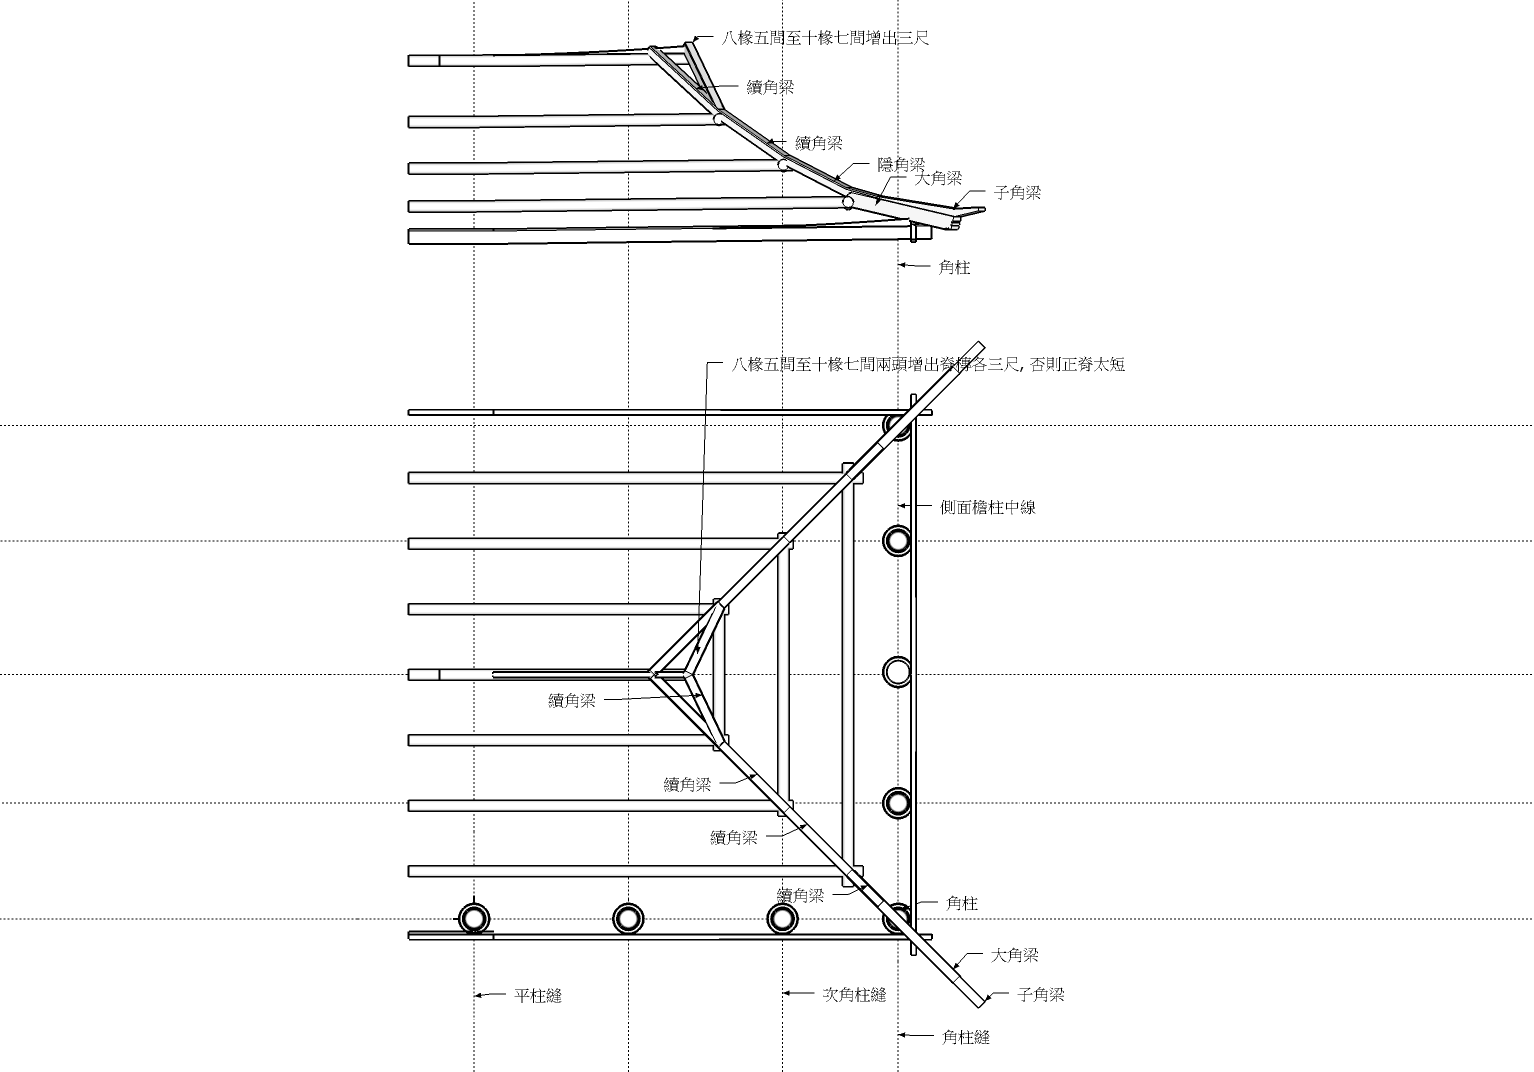 八椽五間至十椽七間增出三尺
續角梁
續角梁
隱角梁
大角梁
子角梁
角柱
八椽五間至十椽七間兩頭增出脊槫各三尺, 否則正脊太短
側面檐柱中線
續角梁
續角梁
續角梁
續角梁
角柱
大角梁
子角梁
平柱縫
次角柱縫
角柱縫